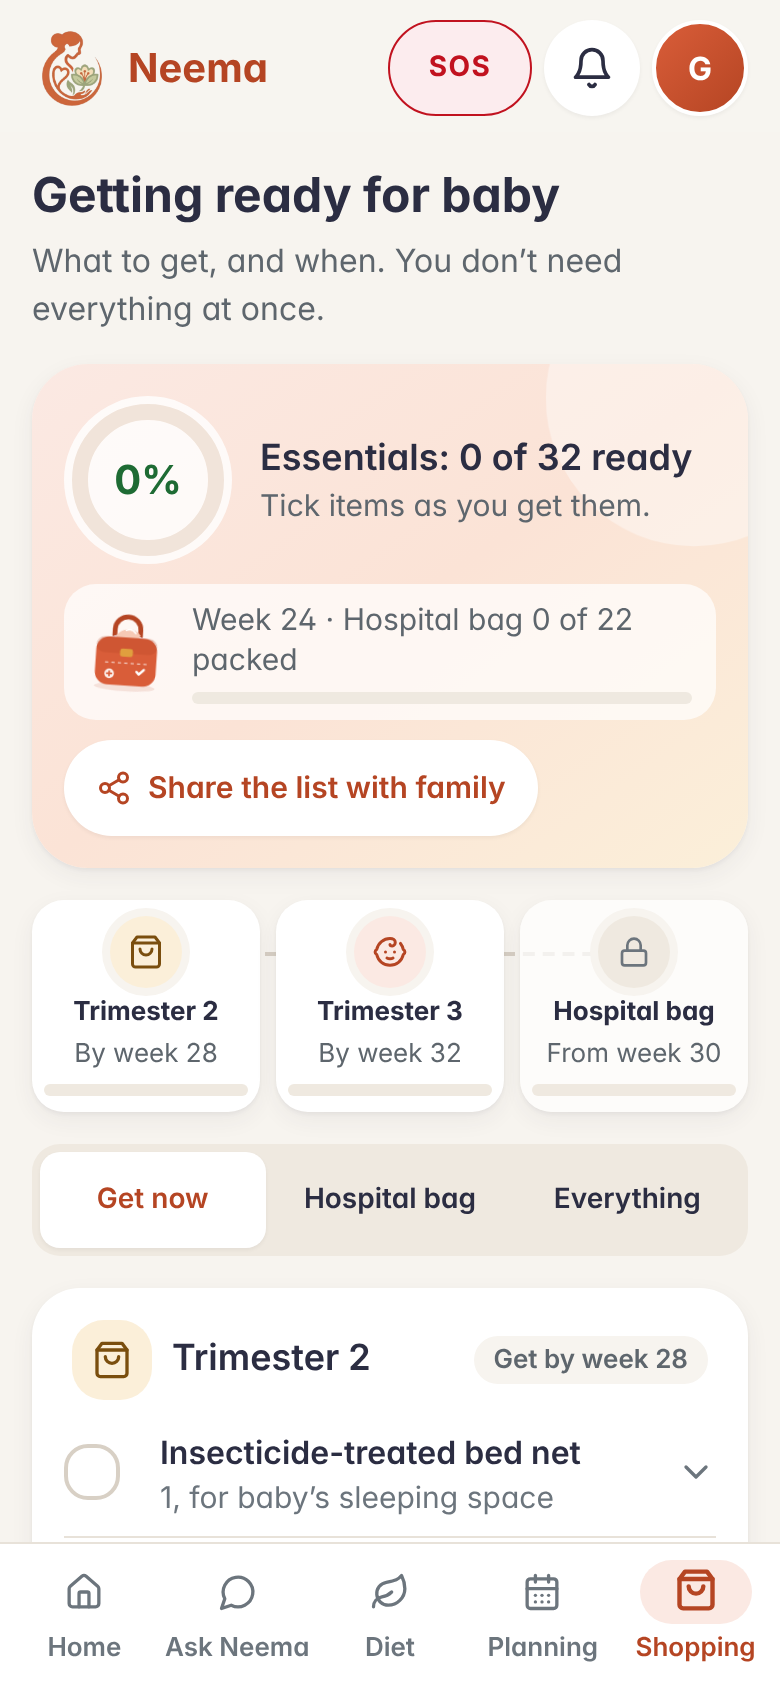 Neema
SOS
G
Getting ready for baby
What to get, and when. You don’t need
everything at once.
0%
Essentials: 0 of 32 ready
Tick items as you get them.
Week 24 · Hospital bag 0 of 22
packed
Share the list with family
Trimester 2
By week 28
Trimester 3
By week 32
Hospital bag
From week 30
Get now
Hospital bag
Everything
Trimester 2
Get by week 28
Insecticide-treated bed net
1, for baby’s sleeping space
Home
Ask Neema
Diet
Planning
Shopping